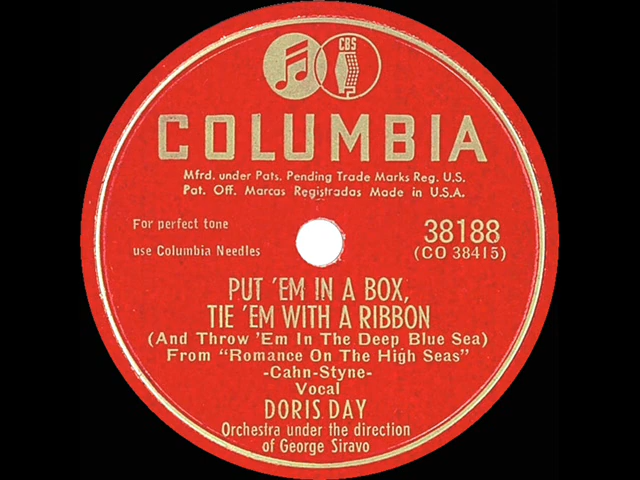 CBS
COLUMBIA
Mfrd. under Pats. Pending Trade Marks Reg. U.S.
Pat. Off. Marcas Registradas Made in U.S.A.
For perfect tone
use Columbia Needles
38188
(CO 38415)
PUT 'EM IN A BOX,
TIE 'EM WITH A RIBBON
(And Throw 'Em In The Deep Blue Sea)
From "Romance On The High Seas"
-Cahn-Styne-
Vocal
DORIS DAY
Orchestra under the direction
of George Siravo